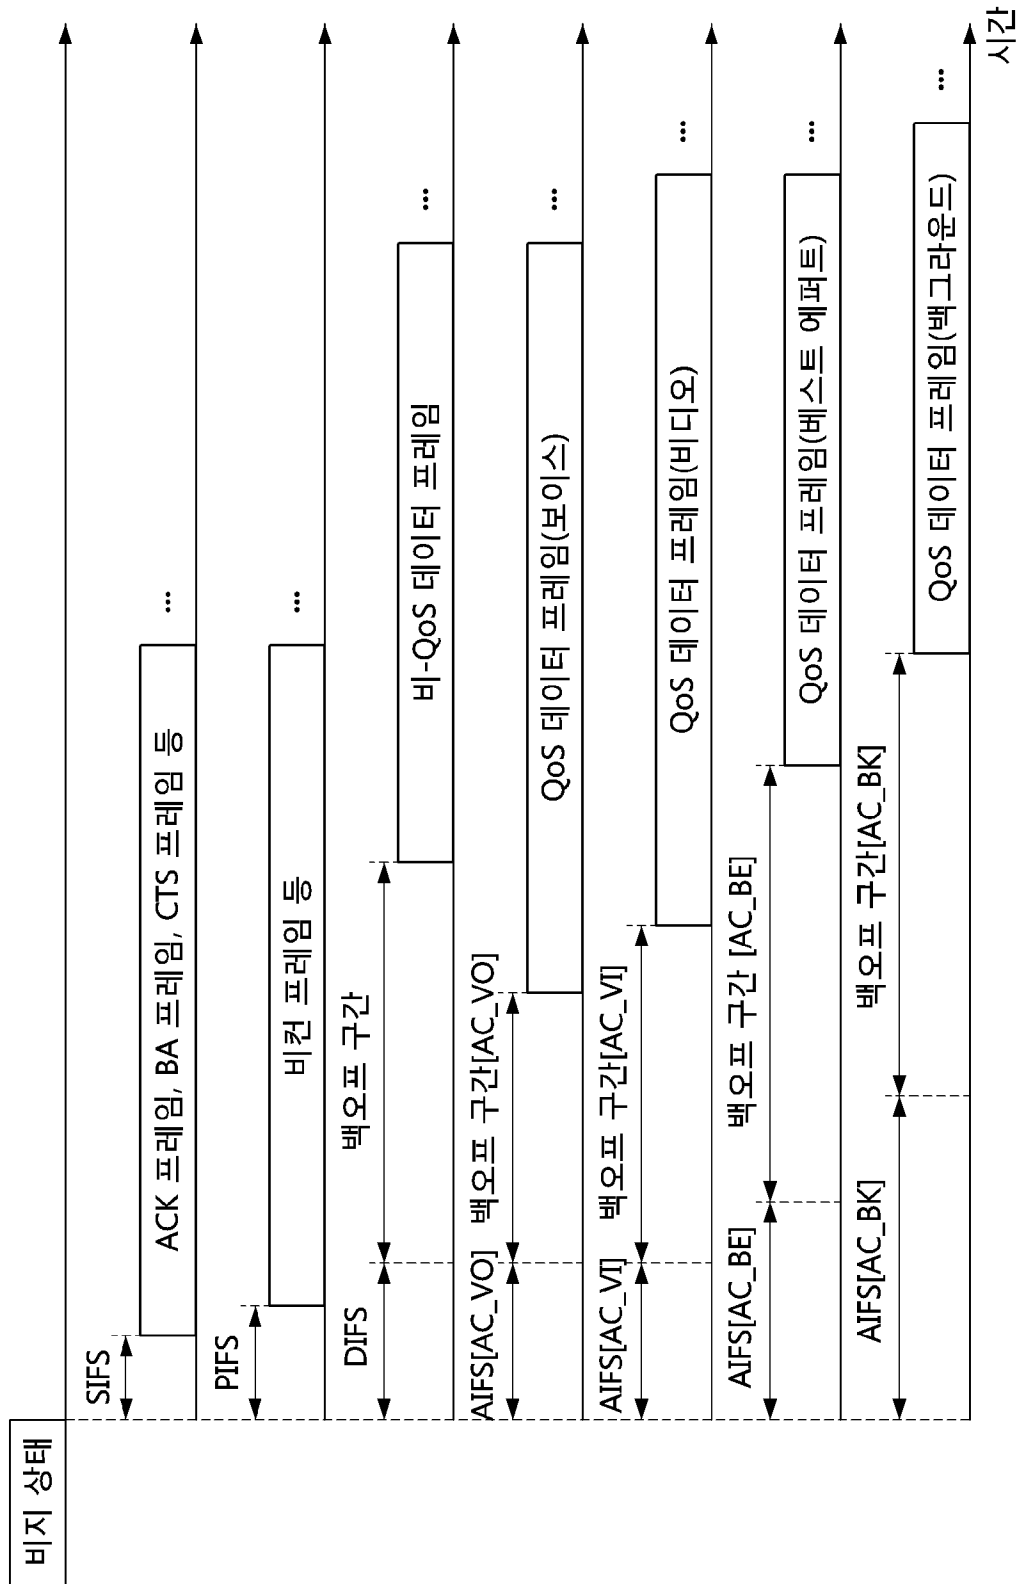 비지 상태
SIFS
ACK 프레임, BA 프레임, CTS 프레임 등
...
PIFS
비컨 프레임 등
...
DIFS
백오프 구간
비-QoS 데이터 프레임
...
AIFS[AC_VO]
백오프 구간[AC_VO]
QoS 데이터 프레임(보이스)
...
AIFS[AC_VI]
백오프 구간[AC_VI]
QoS 데이터 프레임(비디오)
...
AIFS[AC_BE]
백오프 구간 [AC_BE]
QoS 데이터 프레임(베스트 에퍼트)
...
AIFS[AC_BK]
백오프 구간[AC_BK]
QoS 데이터 프레임(백그라운드)
...
시간